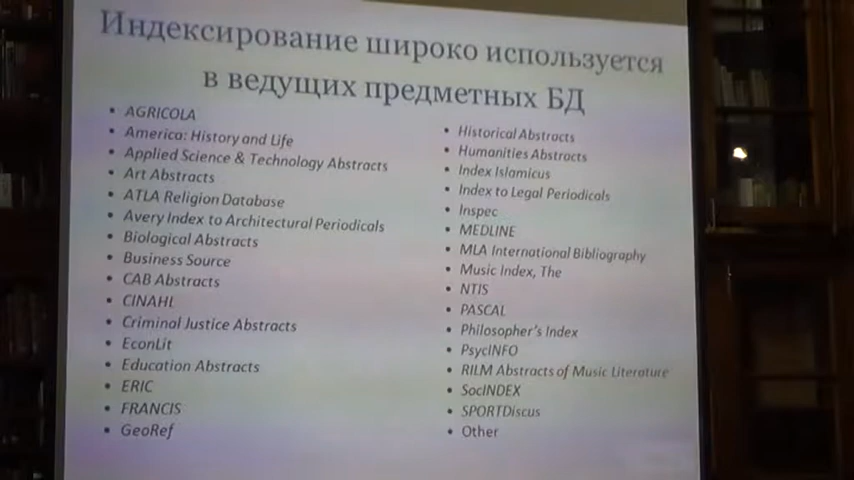 Индексирование широко используется
в ведущих предметных БД
• AGRICOLA
• America: History and Life
• Applied Science & Technology Abstracts
• Art Abstracts
• ATLA Religion Database
• Avery Index to Architectural Periodicals
• Biological Abstracts
• Business Source
• CAB Abstracts
• CINAHL
• Criminal Justice Abstracts
• EconLit
• Education Abstracts
• ERIC
• FRANCIS
• GeoRef
• Historical Abstracts
• Humanities Abstracts
• Index Islamicus
• Index to Legal Periodicals
• Inspec
• MEDLINE
• MLA International Bibliography
• Music Index, The
• NTIS
• PASCAL
• Philosopher's Index
• PsycINFO
• RILM Abstracts of Music Literature
• SocINDEX
• SPORTDiscus
• Other